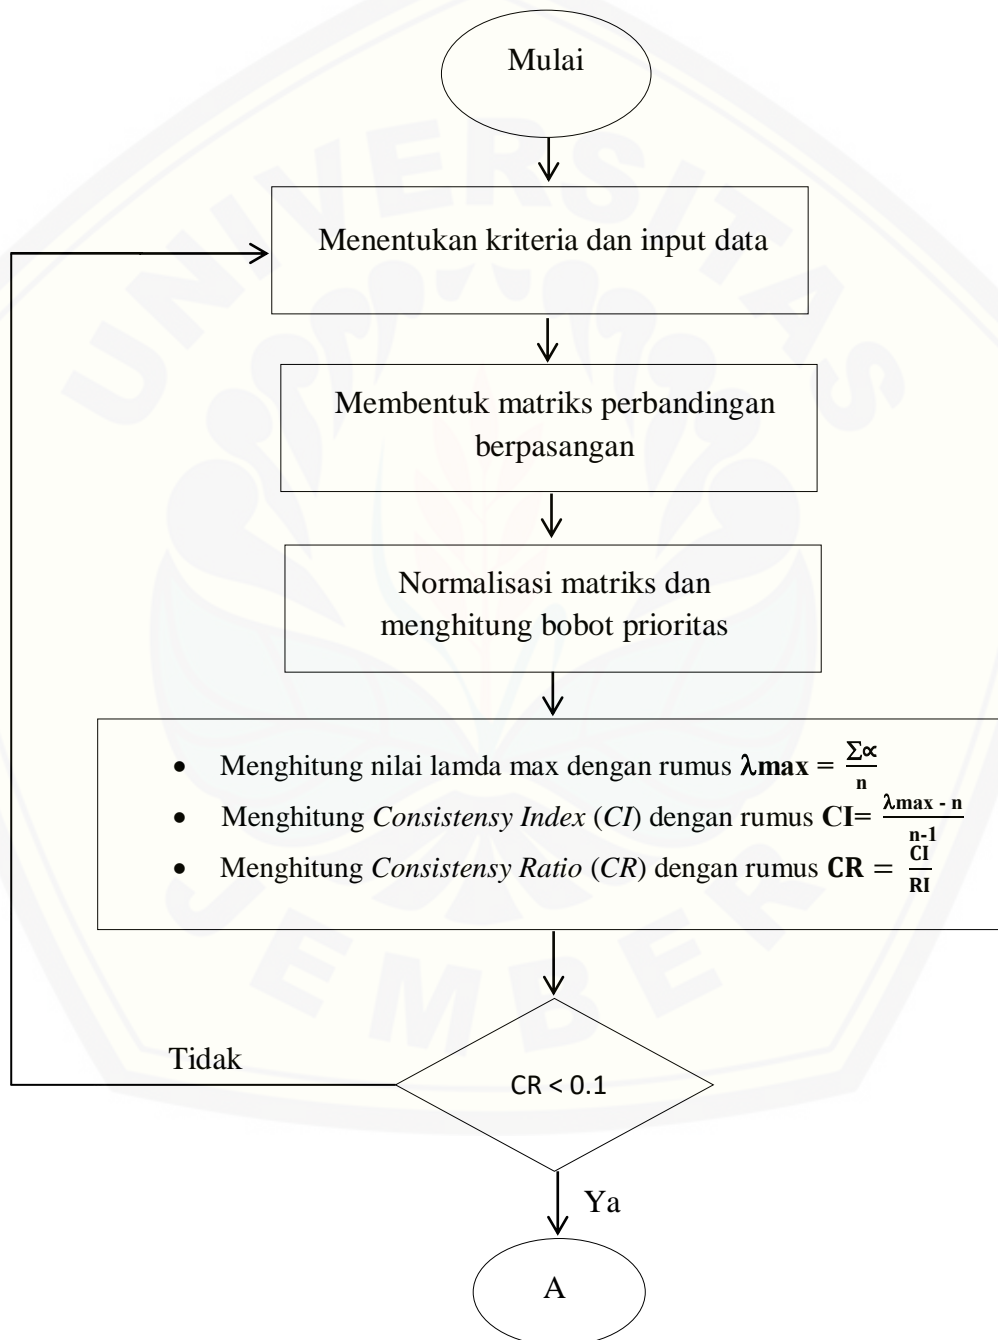 Mulai
Menentukan kriteria dan input data
Membentuk matriks perbandingan
berpasangan
Normalisasi matriks dan
menghitung bobot prioritas
• Menghitung nilai lamda max dengan rumus λmax = ∑∝/n
• Menghitung Consistensy Index (CI) dengan rumus CI= λmax - n/n-1
• Menghitung Consistensy Ratio (CR) dengan rumus CR = CI/RI
Tidak
CR < 0.1
Ya
A
UNIVERSITAS
JEMBER